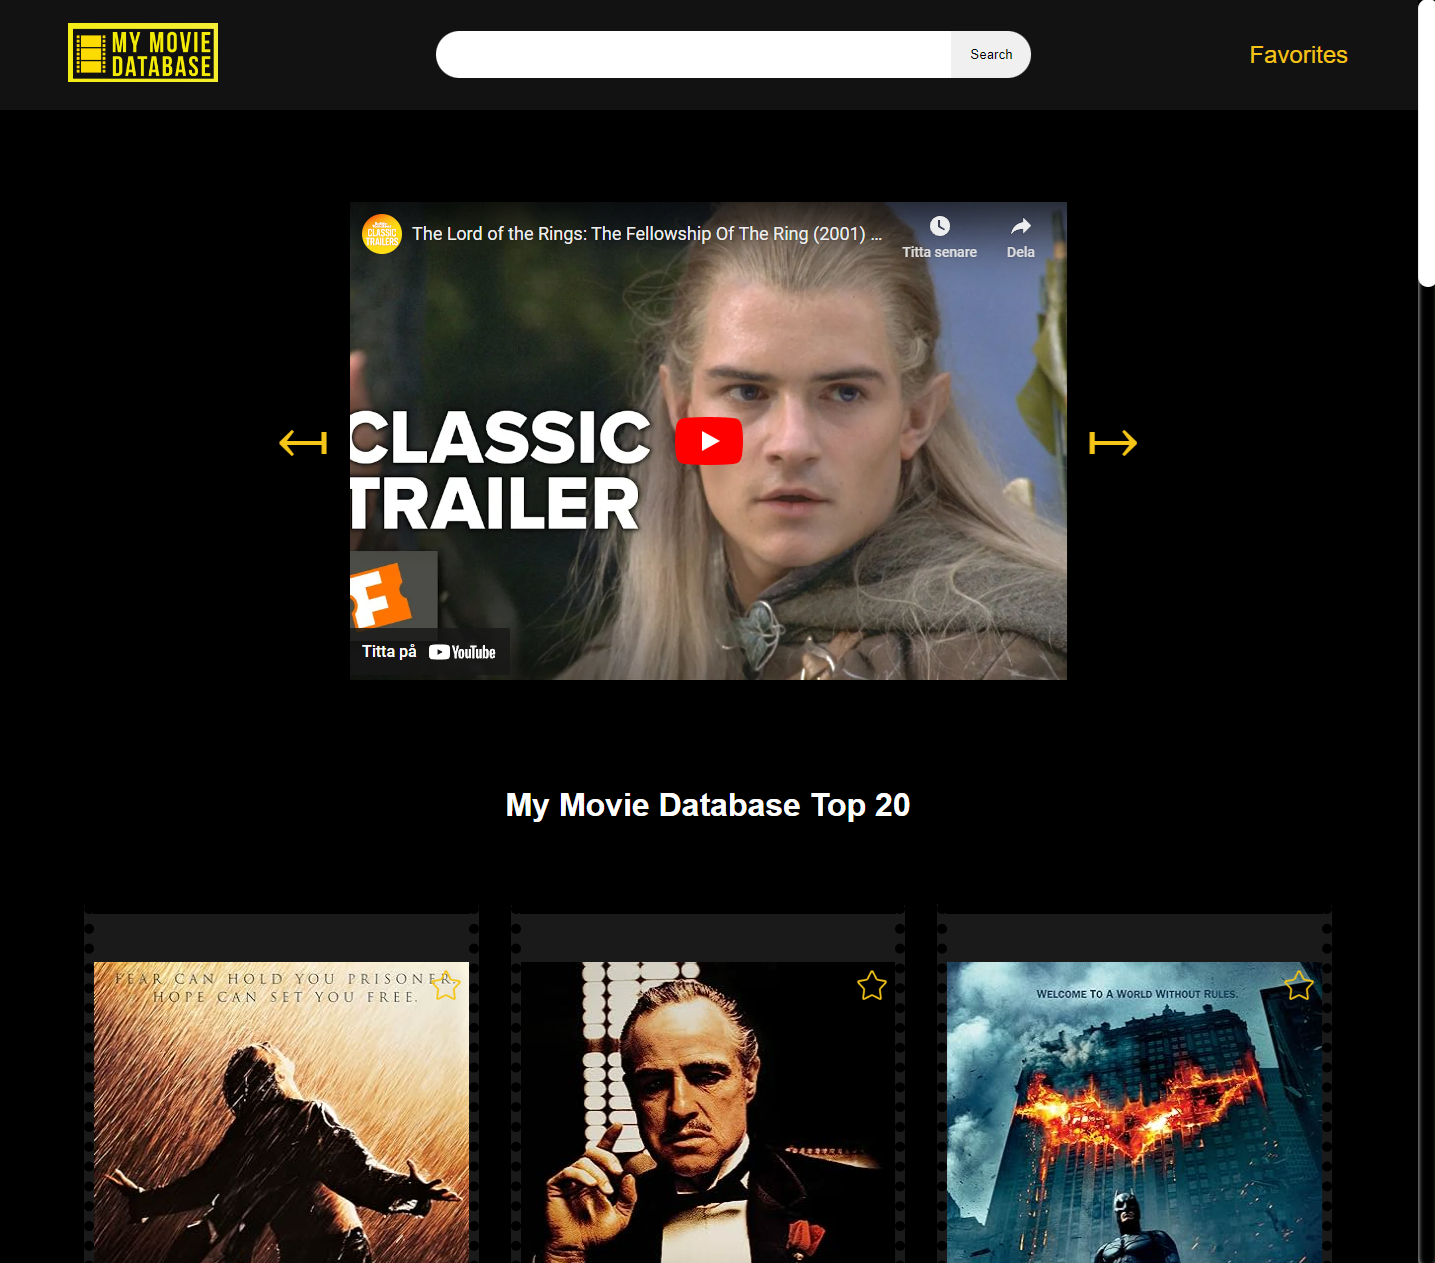 MY MOVIE
DATABASE
Search
Favorites
CLASSIC
TRAILERS
The Lord of the Rings: The Fellowship Of The Ring (2001) ...
Titta senare
Dela
CLASSIC
TRAILER
F
Titta på YouTube
My Movie Database Top 20
FEAR CAN HOLD YOU PRISONER.
HOPE CAN SET YOU FREE.
WELCOME TO A WORLD WITHOUT RULES.